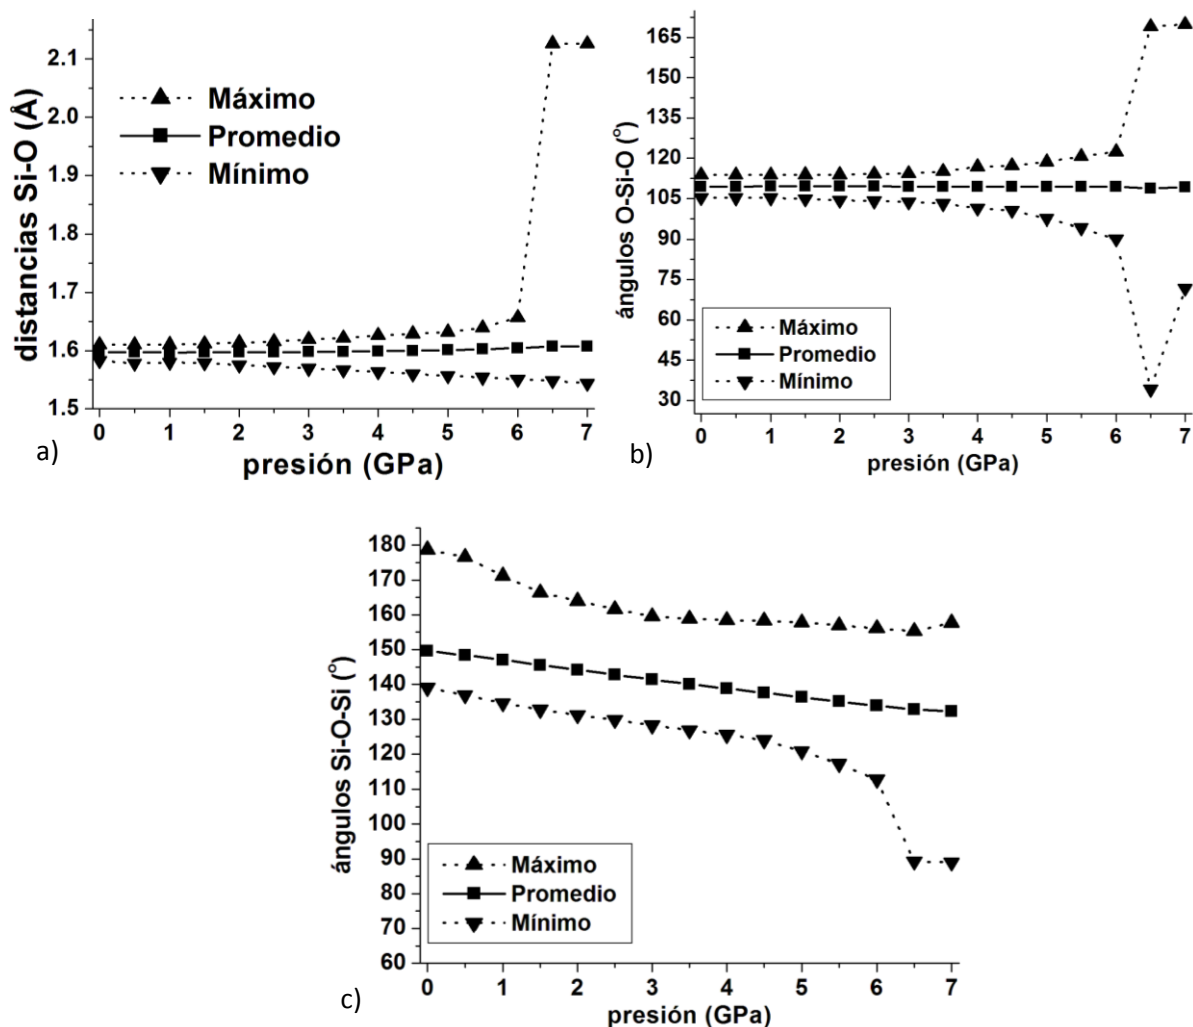 distancias Si-O (Å)
2.1
2.0
1.9
1.8
1.7
1.6
1.5
Máximo
Promedio
Mínimo
0 1 2 3 4 5 6 7
presión (GPa)
a)
ángulos O-Si-O (º)
165
150
135
120
105
90
75
60
45
30
Máximo
Promedio
Mínimo
0 1 2 3 4 5 6 7
presión (GPa)
b)
ángulos Si-O-Si (º)
180
170
160
150
140
130
120
110
100
90
80
70
60
Máximo
Promedio
Mínimo
0 1 2 3 4 5 6 7
presión (GPa)
c)